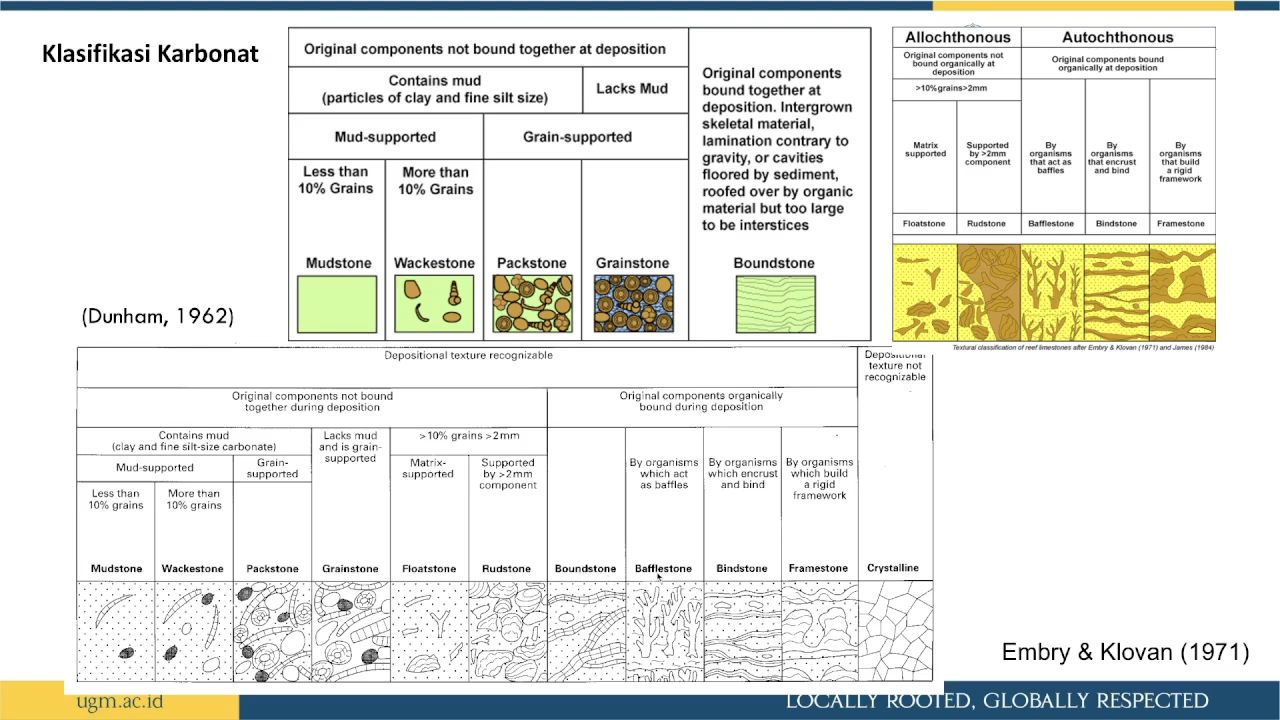 Klasifikasi Karbonat
Original components not bound together at deposition
Contains mud
(particles of clay and fine silt size)
Lacks Mud
Mud-supported
Grain-supported
Less than
10% Grains
More than
10% Grains
Mudstone
Wackestone
Packstone
Grainstone
Original components
bound together at
deposition. Intergrown
skeletal material,
lamination contrary to
gravity, or cavities
floored by sediment,
roofed over by organic
material but too large
to be interstices
Boundstone
(Dunham, 1962)
Allochthonous
Autochthonous
Original components not
bound organically at
deposition
Original components bound
organically at deposition
>10%grains>2mm
Matrix
supported
Supported
by >2mm
component
By
organisms
that act as
baffles
By
organisms
that encrust
and bind
By
organisms
that build
a rigid
framework
Floatstone
Rudstone
Bafflestone
Bindstone
Framestone
Textural classification of reef limestones after Embry & Klovan (1971) and James (1984)
Depositional texture recognizable
Depositional
texture not
recognizable
Original components not bound
together during deposition
Original components organically
bound during deposition
Contains mud
(clay and fine silt-size carbonate)
Lacks mud
and is grain-
supported
>10% grains >2mm
Mud-supported
Grain-
supported
Matrix-
supported
Supported
by >2mm
component
By organisms
which act
as baffles
By organisms
which encrust
and bind
By organisms
which build
a rigid
framework
Less than
10% grains
More than
10% grains
Mudstone
Wackestone
Packstone
Grainstone
Floatstone
Rudstone
Boundstone
Bafflestone
Bindstone
Framestone
Crystalline
Embry & Klovan (1971)
ugm.ac.id
LOCALLY ROOTED, GLOBALLY RESPECTED